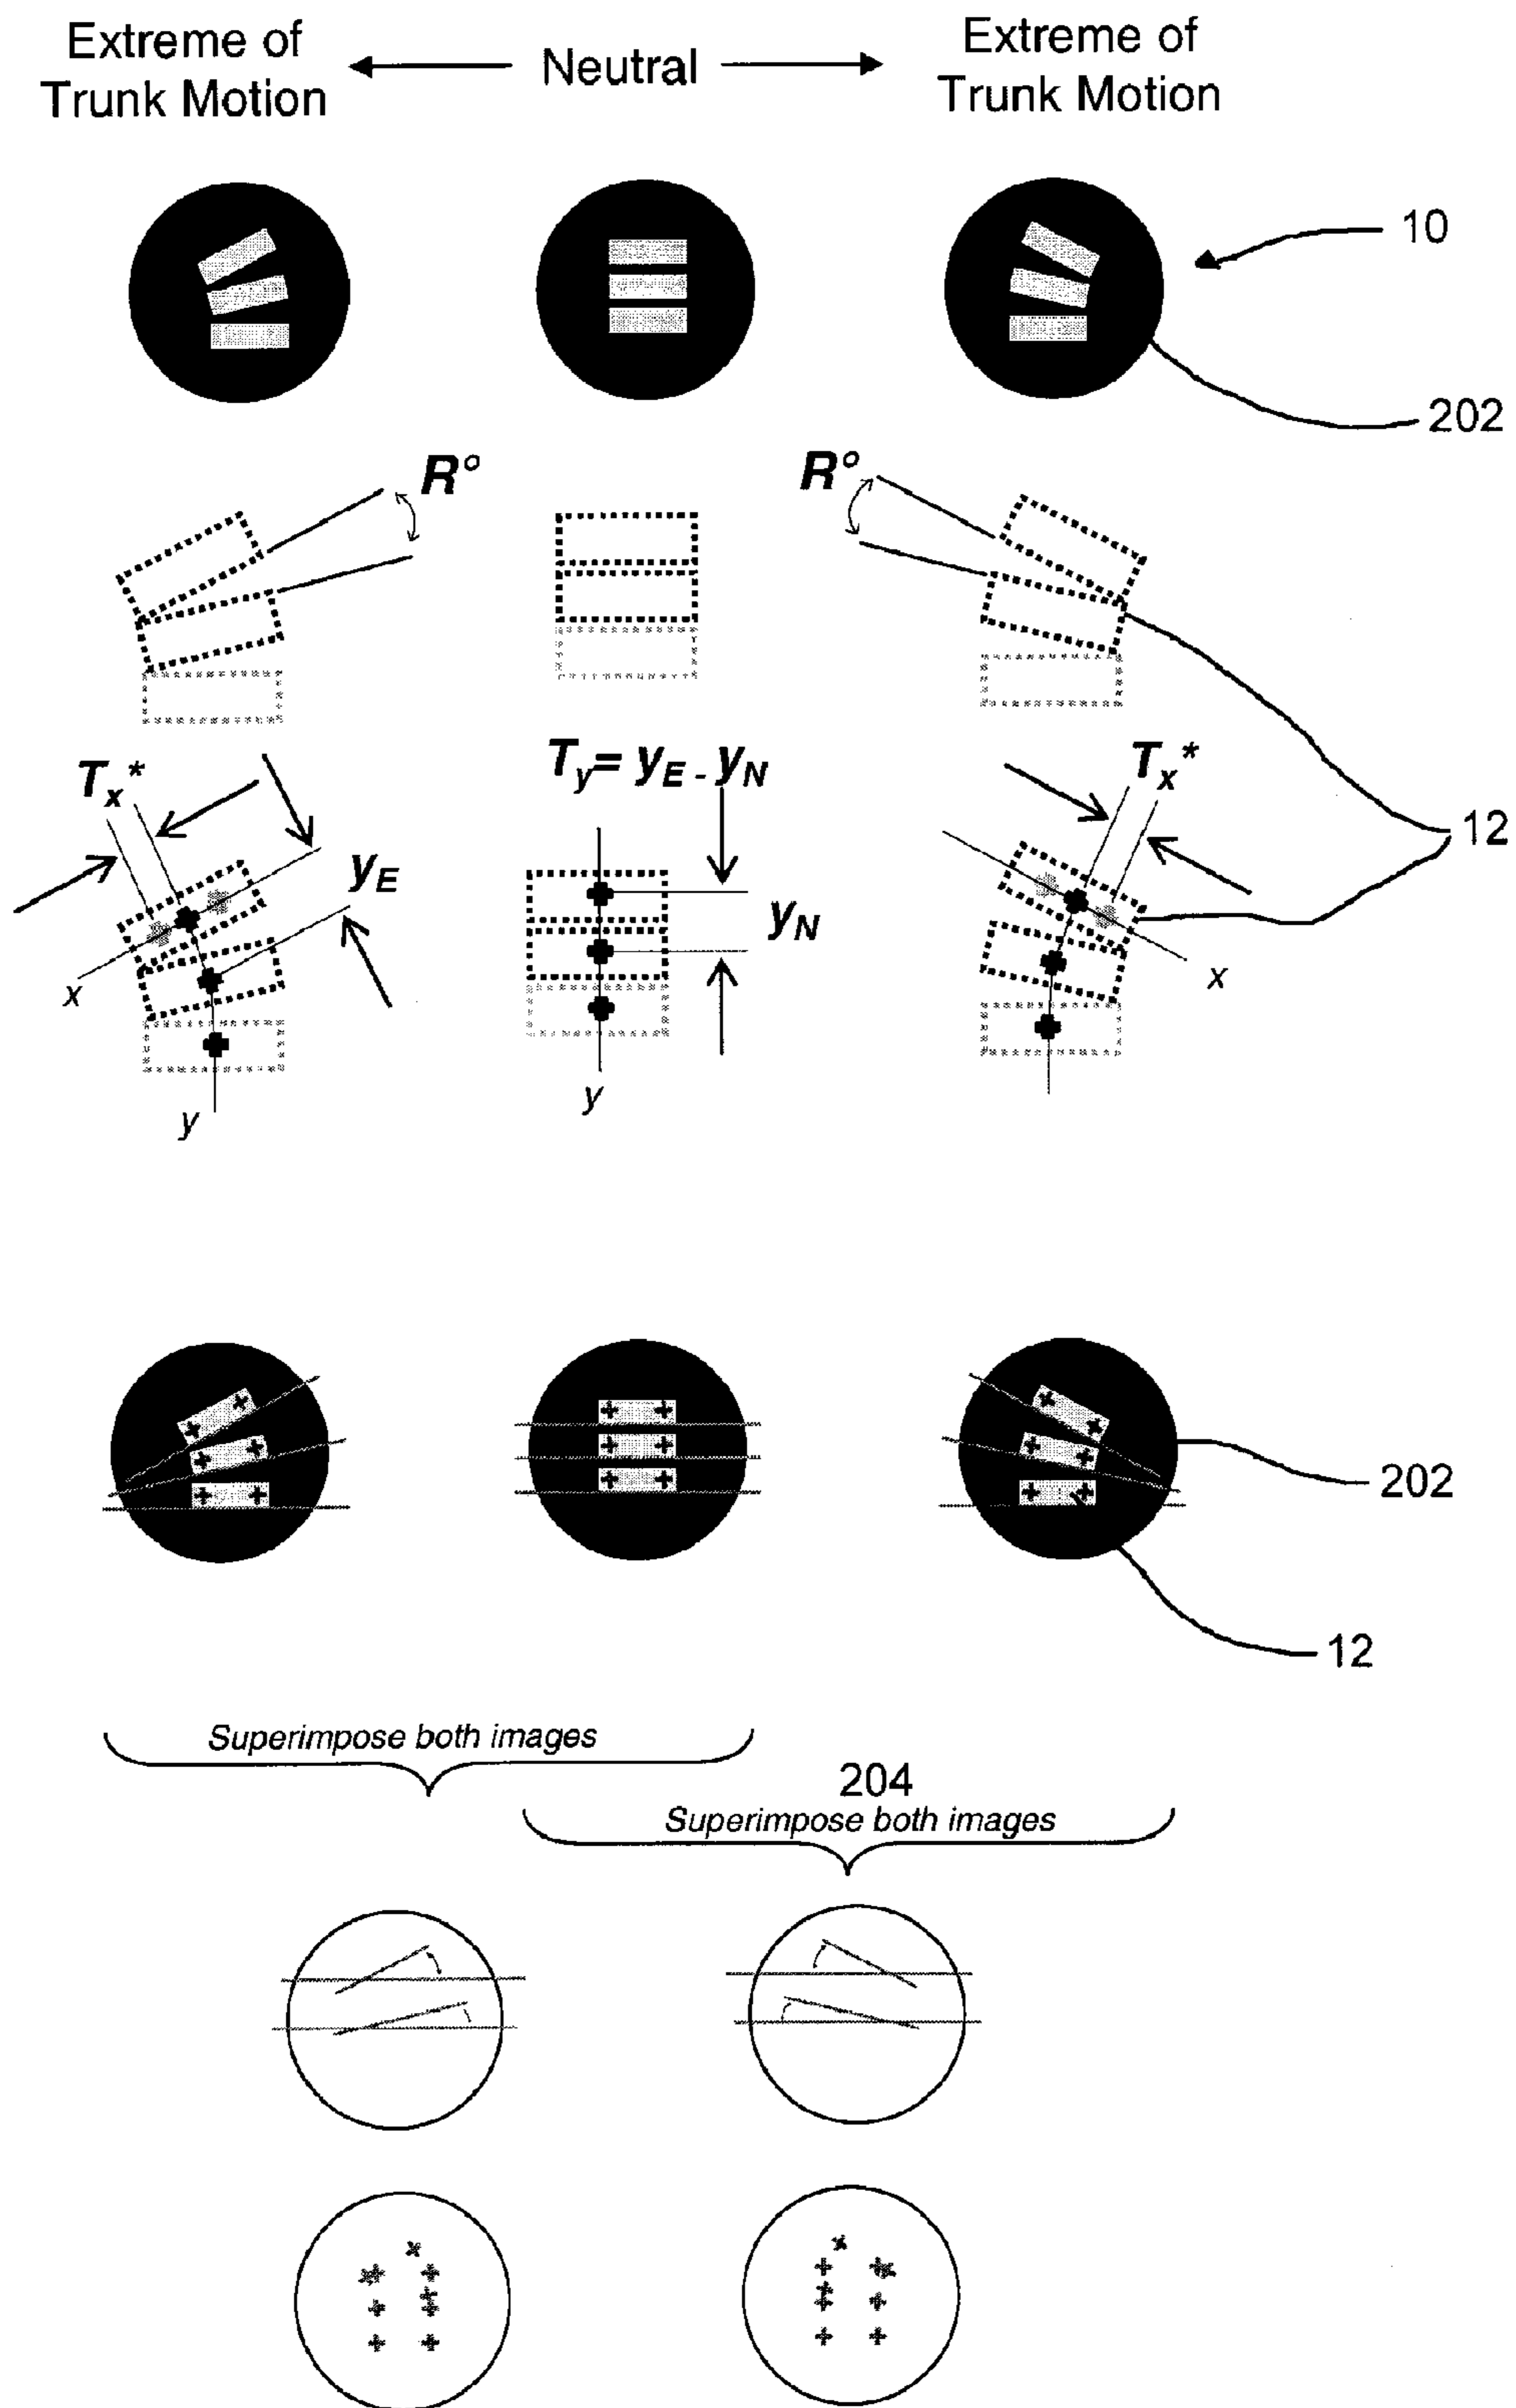 Extreme of
Trunk Motion
Neutral
Extreme of
Trunk Motion
10
202
R°
R°
Tx*
Ty= yE - yN
Tx*
12
yE
yN
x
x
y
y
202
12
Superimpose both images
204
Superimpose both images